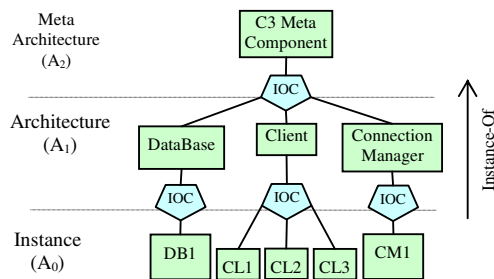 Meta
Architecture
(A₂)
C3 Meta
Component
IOC
Architecture
(A₁)
DataBase
Client
Connection
Manager
IOC
IOC
IOC
Instance
(A₀)
DB1
CL1
CL2
CL3
CM1
Instance-Of